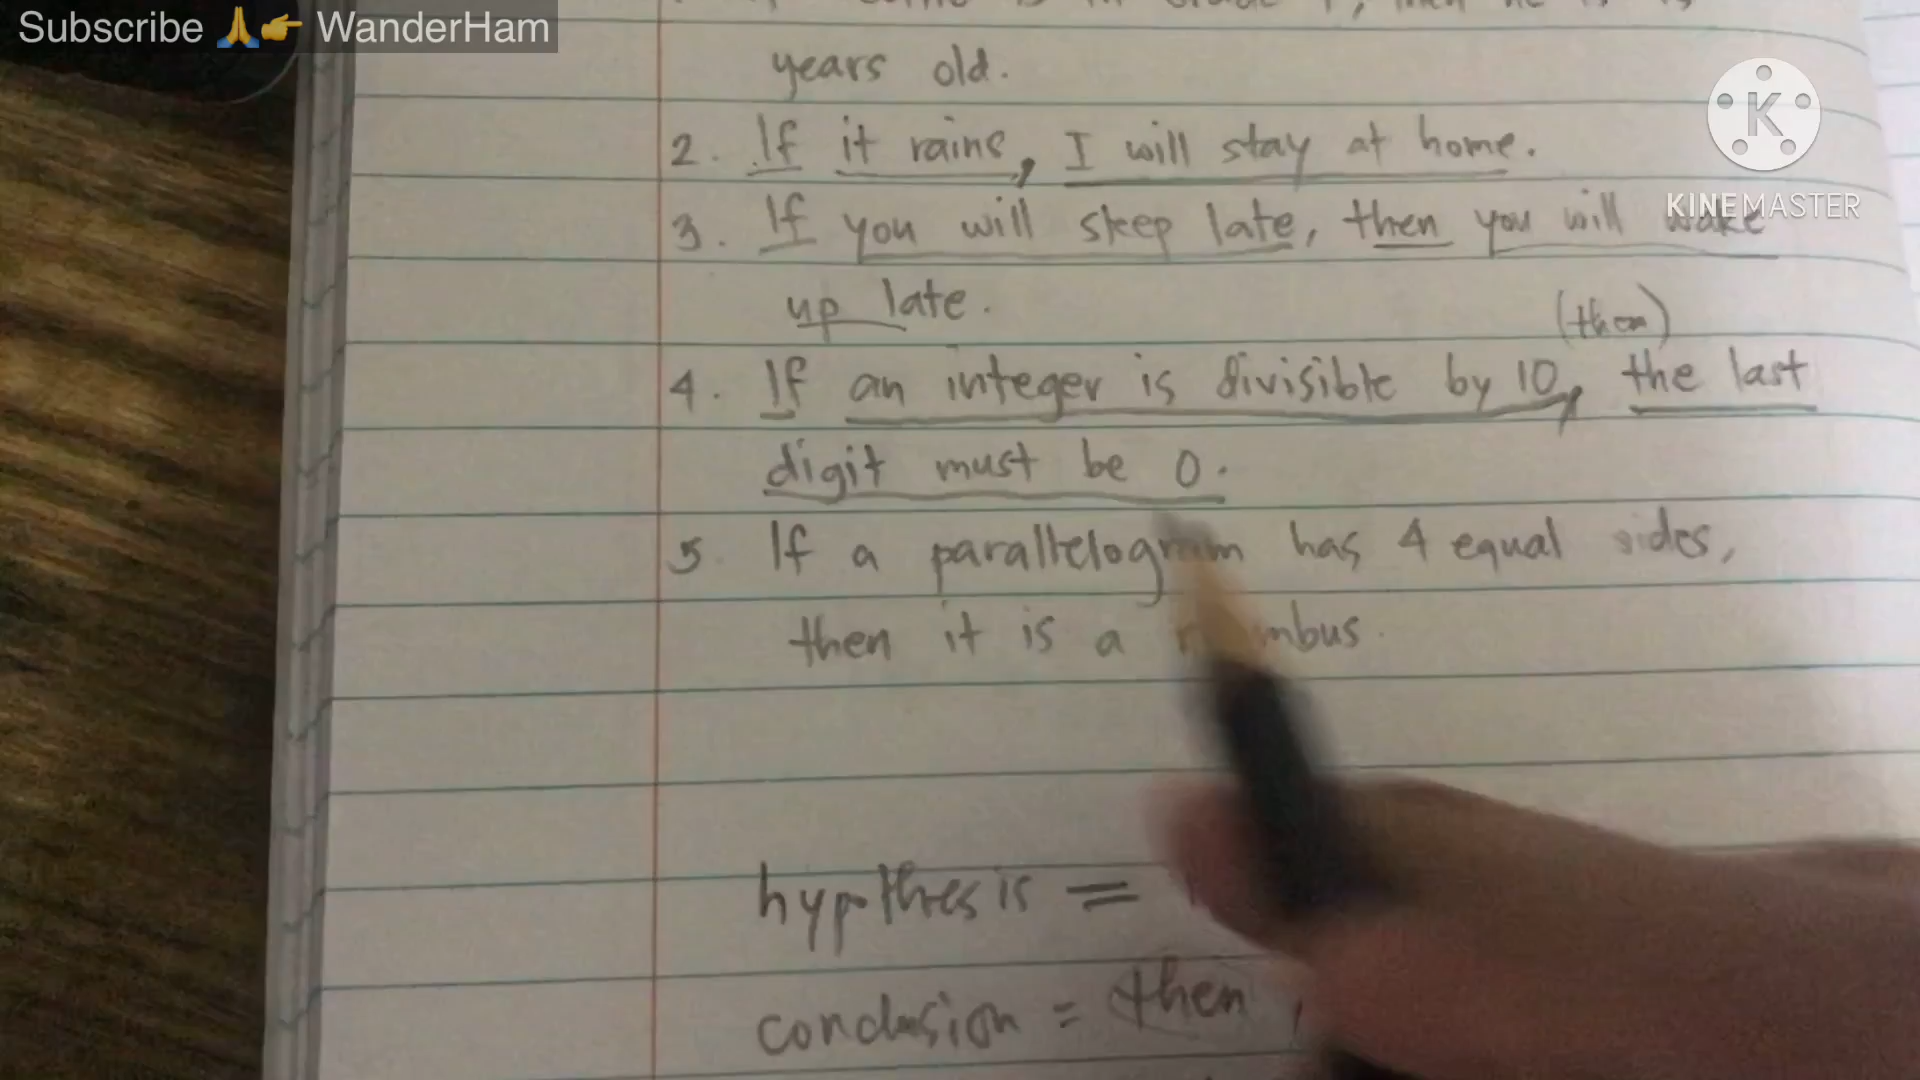 Subscribe 🙏👉 WanderHam
years old.
2. If it rains, I will stay at home.
KINEMASTER
3. If you will sleep late, then you will wake
up late.
(then)
4. If an integer is divisible by 10, the last
digit must be 0.
5 If a parallelogram has 4 equal sides,
then it is a
hypothesis =
conclusion = then,